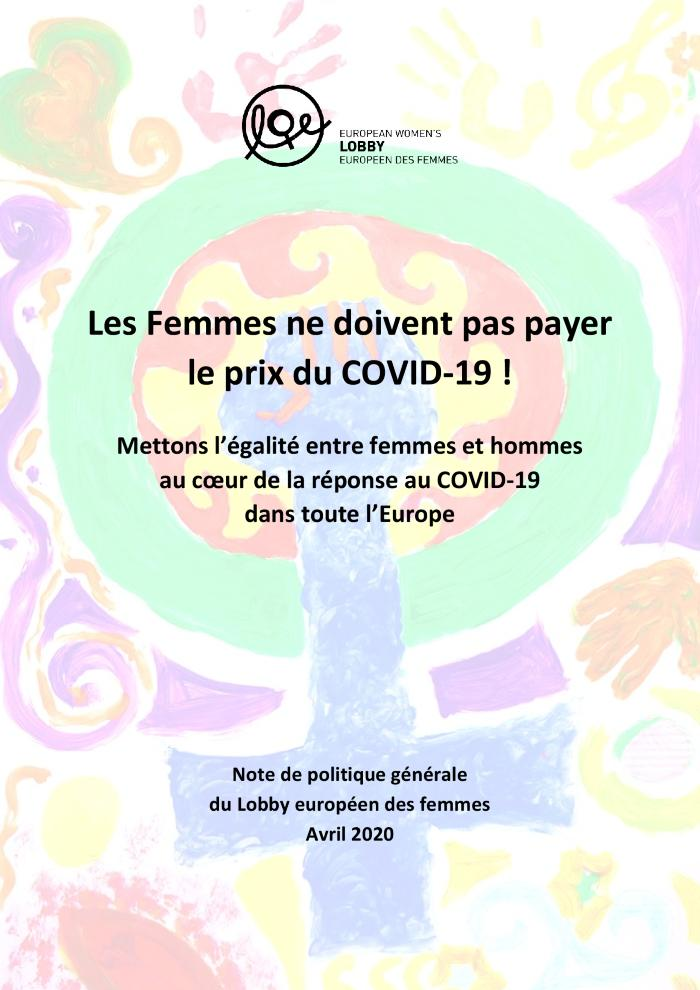 EUROPEAN WOMEN'S
LOBBY
EUROPEEN DES FEMMES
Les Femmes ne doivent pas payer
le prix du COVID-19 !
Mettons l’égalité entre femmes et hommes
au cœur de la réponse au COVID-19
dans toute l’Europe
Note de politique générale
du Lobby européen des femmes
Avril 2020